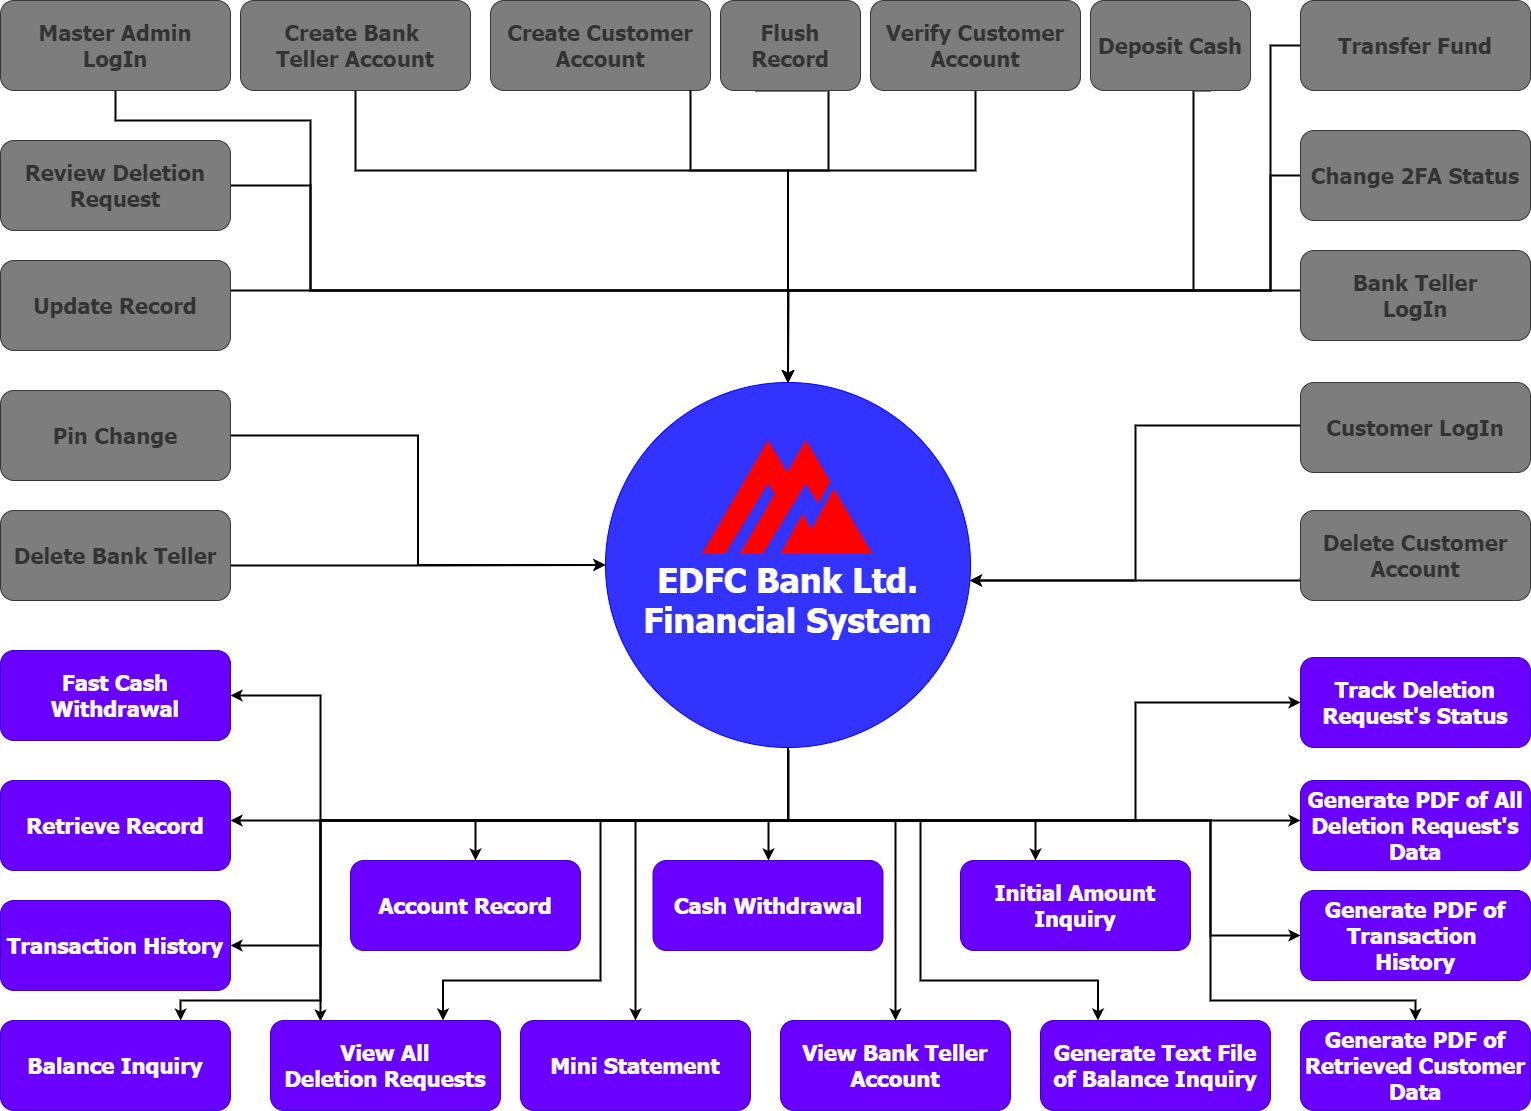 Master Admin
LogIn
Create Bank
Teller Account
Create Customer
Account
Flush
Record
Verify Customer
Account
Deposit Cash
Transfer Fund
Review Deletion
Request
Change 2FA Status
Update Record
Bank Teller
LogIn
Pin Change
Customer LogIn
Delete Bank Teller
Delete Customer
Account
EDFC Bank Ltd.
Financial System
Fast Cash
Withdrawal
Track Deletion
Request's Status
Retrieve Record
Generate PDF of All
Deletion Request's
Data
Account Record
Cash Withdrawal
Initial Amount
Inquiry
Transaction History
Generate PDF of
Transaction
History
Balance Inquiry
View All
Deletion Requests
Mini Statement
View Bank Teller
Account
Generate Text File
of Balance Inquiry
Generate PDF of
Retrieved Customer
Data